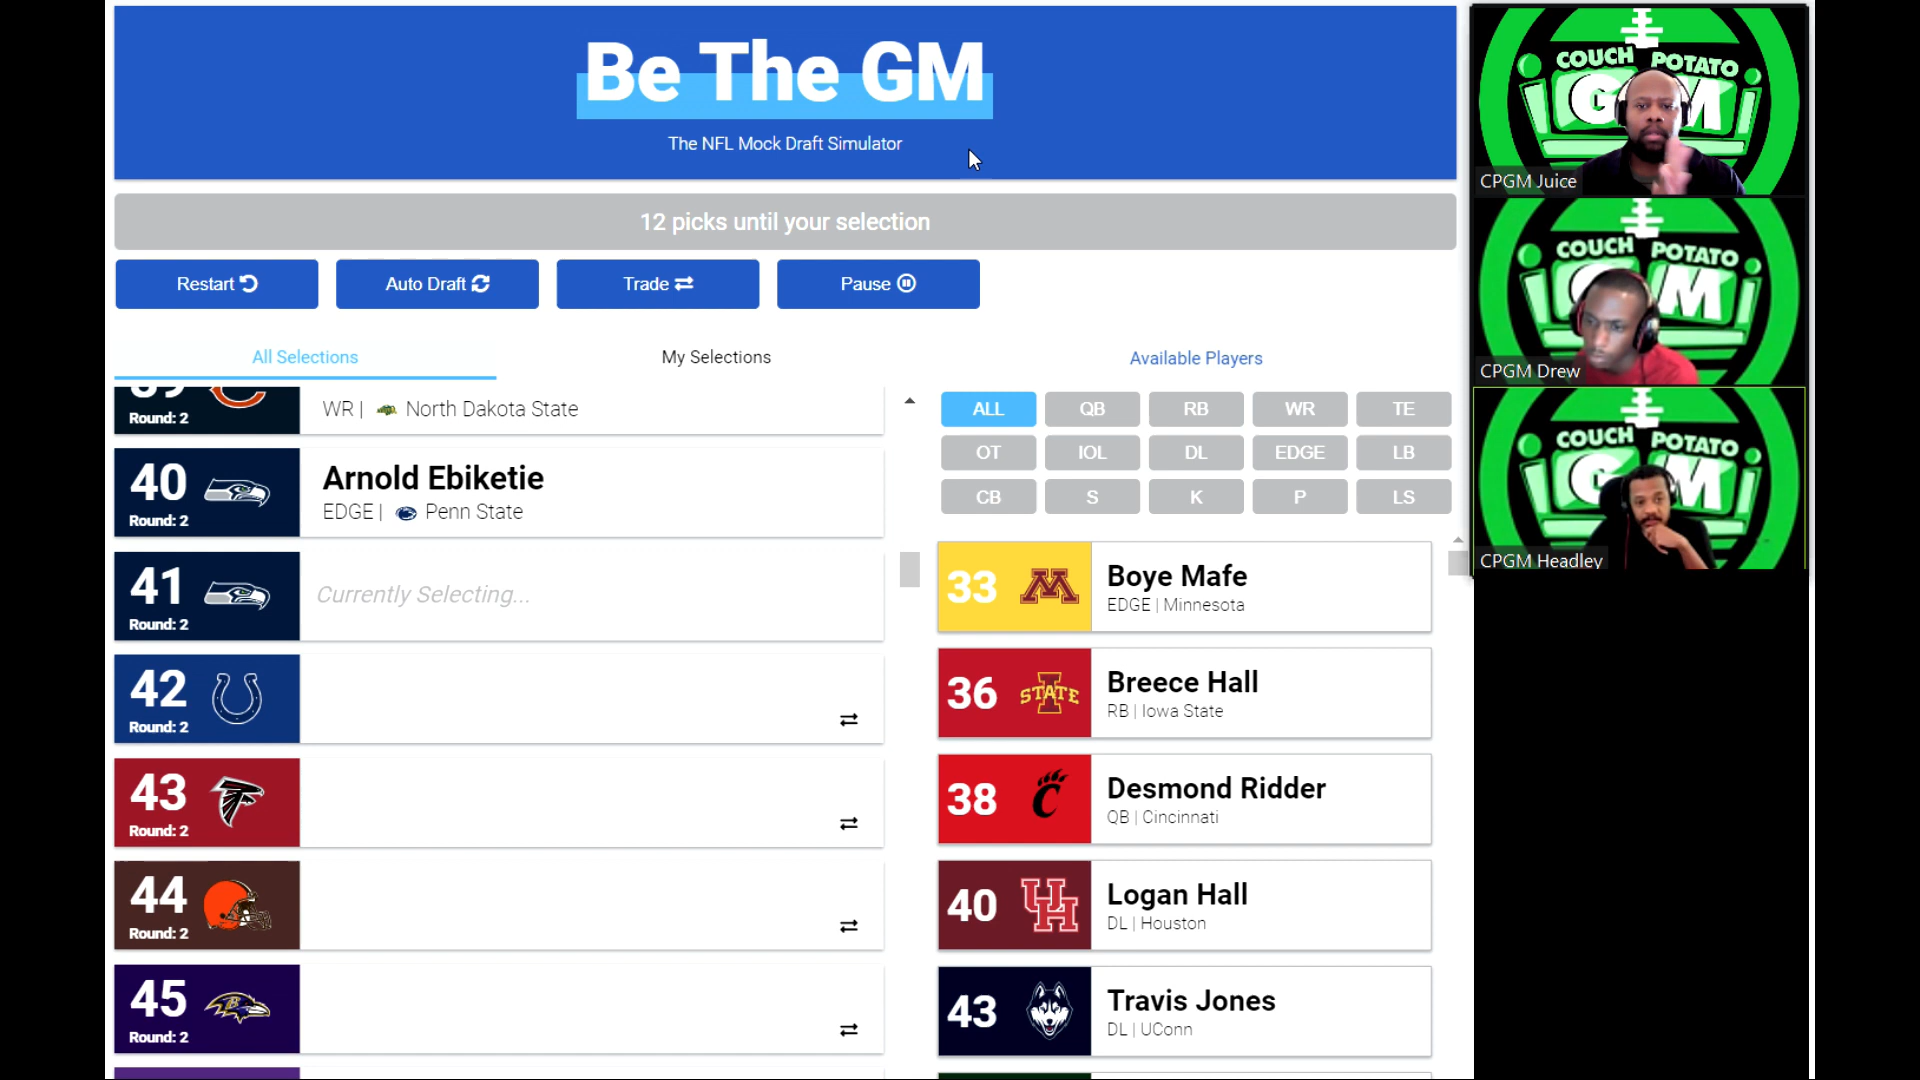 Be The GM
The NFL Mock Draft Simulator
12 picks until your selection
Restart
Auto Draft
Trade
Pause
All Selections
My Selections
Available Players
39
Round: 2
WR | North Dakota State
40
Round: 2
Arnold Ebiketie
EDGE | Penn State
41
Round: 2
Currently Selecting...
42
Round: 2
43
Round: 2
44
Round: 2
45
Round: 2
ALL QB RB WR TE
OT IOL DL EDGE LB
CB S K P LS
33
Boye Mafe
EDGE | Minnesota
36
STATE
Breece Hall
RB | Iowa State
38
Desmond Ridder
QB | Cincinnati
40
Logan Hall
DL | Houston
43
Travis Jones
DL | UConn
COUCH POTATO
GM
CPGM Juice
COUCH POTATO
GM
CPGM Drew
COUCH POTATO
GM
CPGM Headley